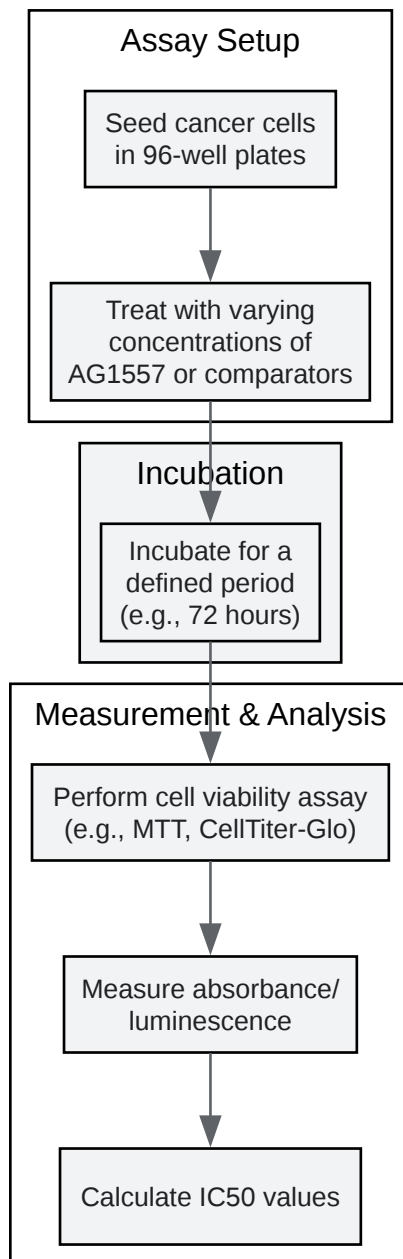 Assay Setup
Seed cancer cells
in 96-well plates
Treat with varying
concentrations of
AG1557 or comparators
Incubation
Incubate for a
defined period
(e.g., 72 hours)
Measurement & Analysis
Perform cell viability assay
(e.g., MTT, CellTiter-Glo)
Measure absorbance/
luminescence
Calculate IC50 values